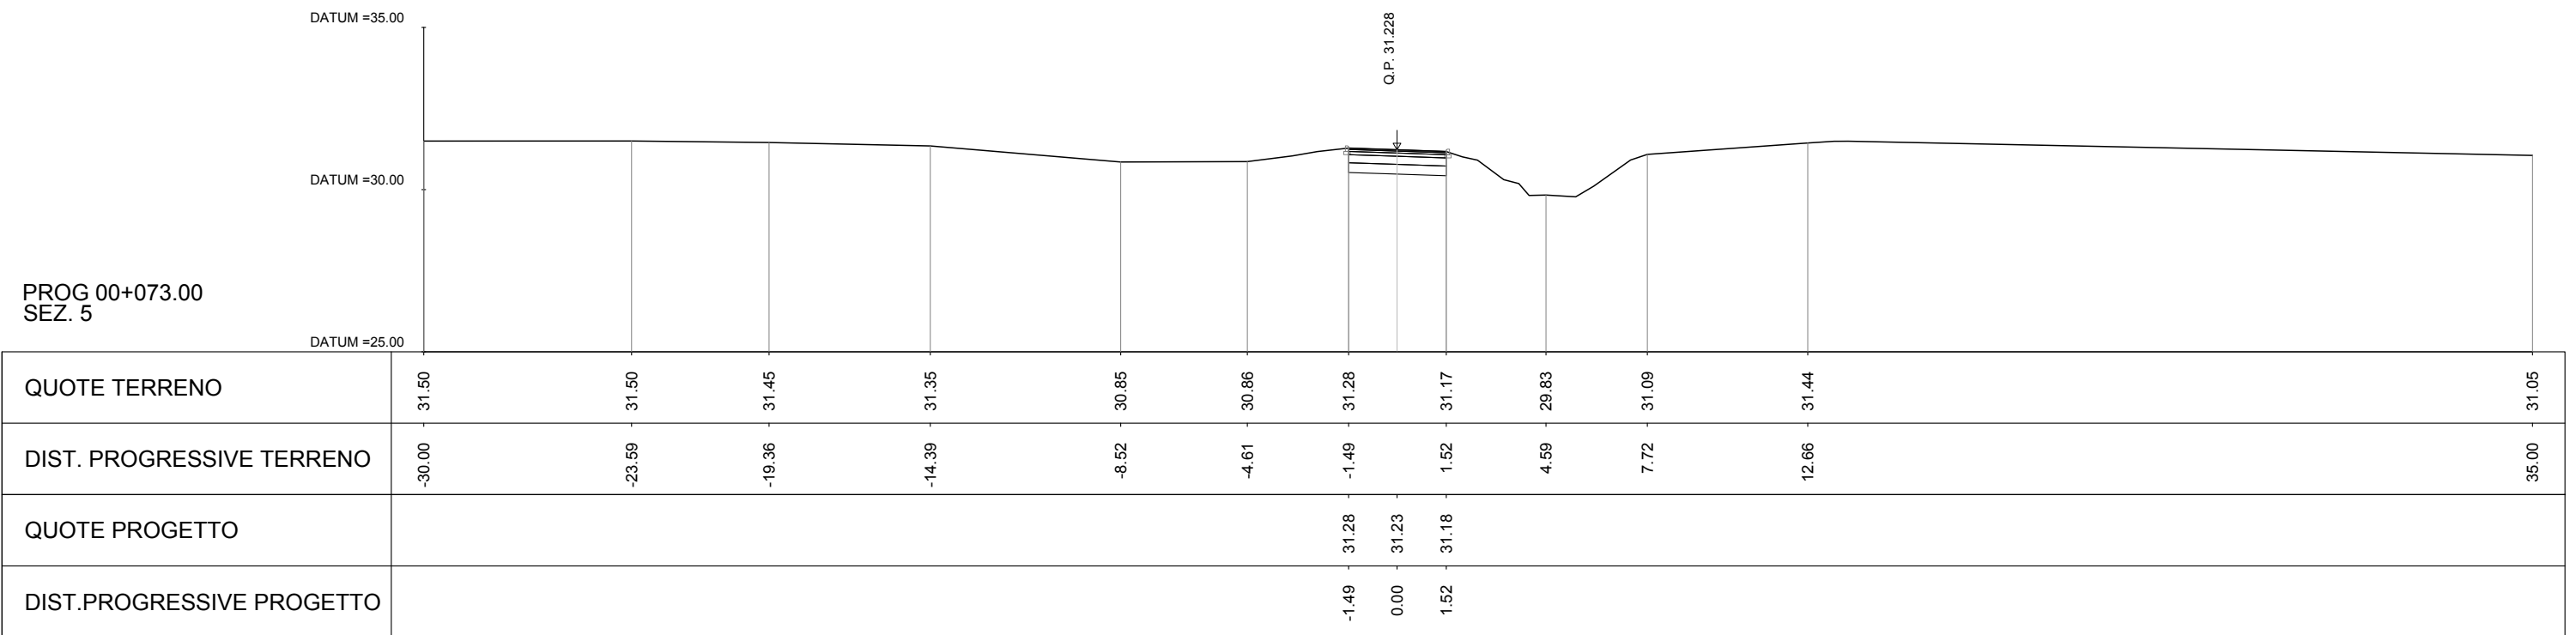 DATUM =35.00
Q.P. 31.228
DATUM =30.00
PROG 00+073.00
SEZ. 5
DATUM =25.00
QUOTE TERRENO 31.50 31.50 31.45 31.35 30.85 30.86 31.28 31.17 29.83 31.09 31.44 31.05
DIST. PROGRESSIVE TERRENO -30.00 -23.59 -19.36 -14.39 -8.52 -4.61 -1.49 1.52 4.59 7.72 12.66 35.00
QUOTE PROGETTO 31.28 31.23 31.18
DIST.PROGRESSIVE PROGETTO -1.49 0.00 1.52